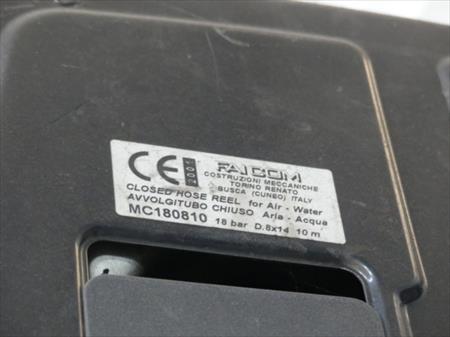 CE 2001 FAICOM
COSTRUZIONI MECCANICHE
TORINO RENATO
BUSCA (CUNEO) ITALY
CLOSED HOSE REEL for Air - Water
AVVOLGITUBO CHIUSO Aria - Acqua
MC180810 18 bar D.8x14 10 m